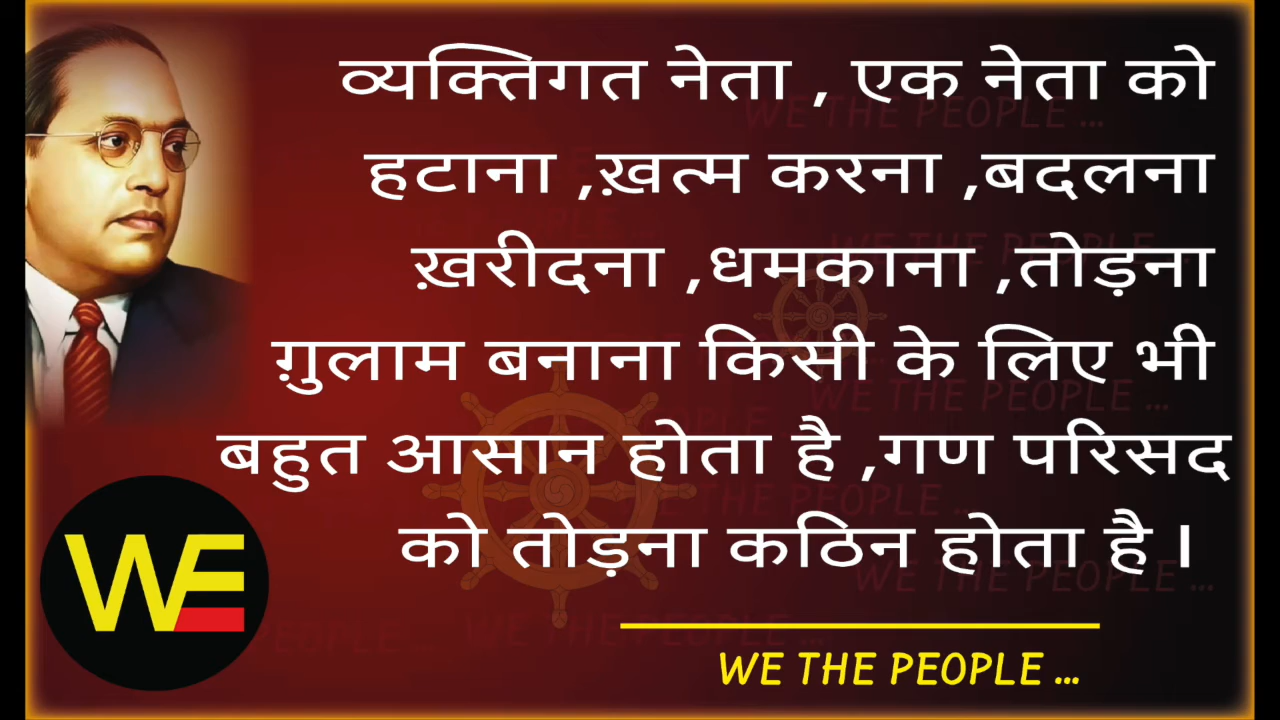 व्यक्तिगत नेता , एक नेता को
हटाना ,ख़त्म करना ,बदलना
ख़रीदना ,धमकाना ,तोड़ना
ग़ुलाम बनाना किसी के लिए भी
बहुत आसान होता है ,गण परिसद
को तोड़ना कठिन होता है ।
WE
WE THE PEOPLE ...